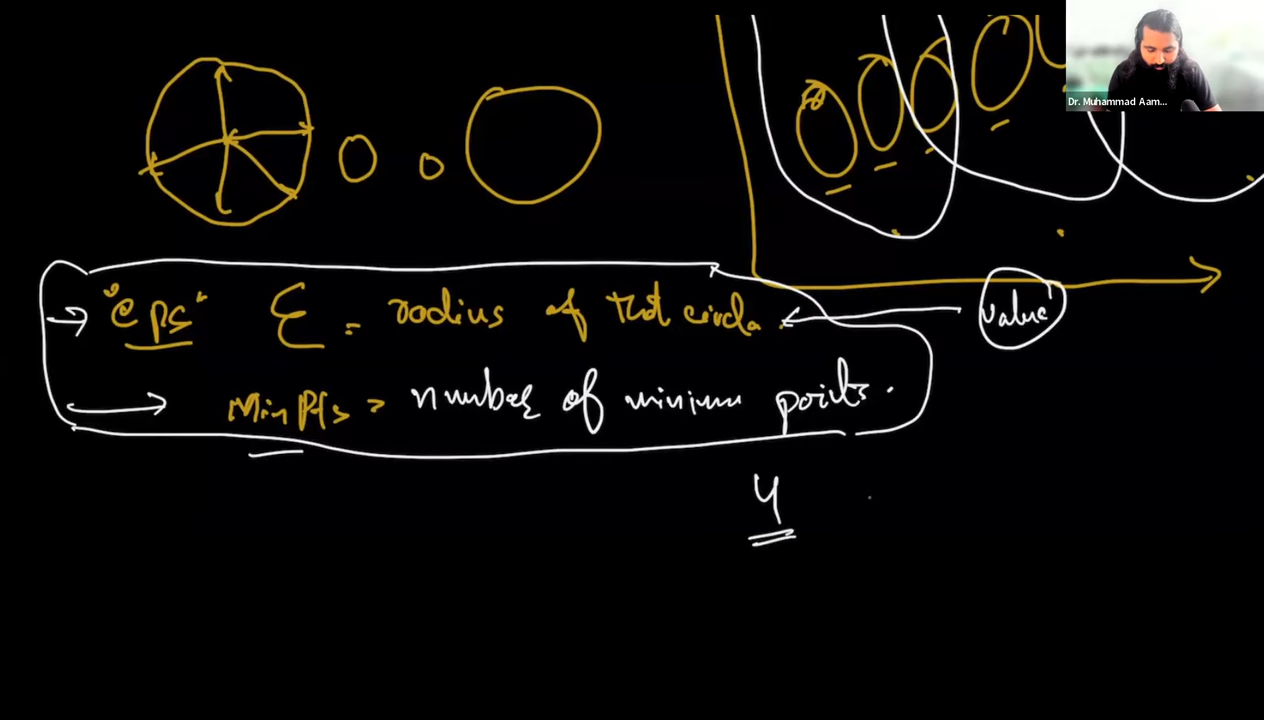 Dr. Muhammad Aam...
"eps" Ɛ = radius of that circle. value
MinPts = number of minimum points.
4